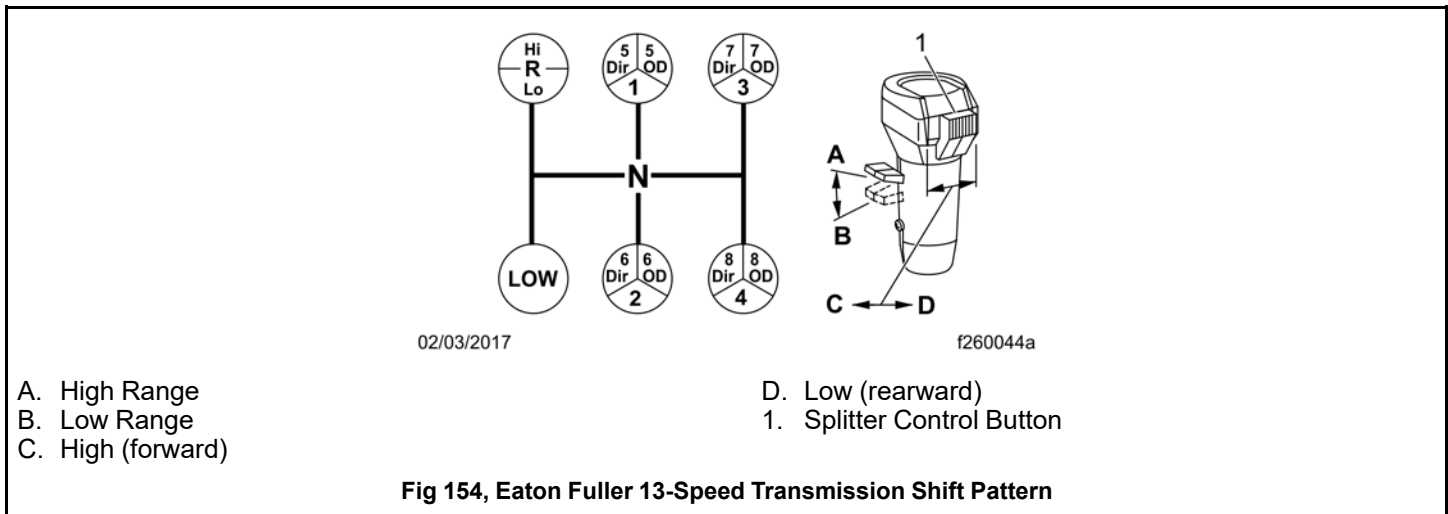 Hi
R
Lo
5 5
Dir OD
1
7 7
Dir OD
3
N
LOW
6 6
Dir OD
2
8 8
Dir OD
4
1
A
B
C D
02/03/2017
f260044a
A. High Range
B. Low Range
C. High (forward)
D. Low (rearward)
1. Splitter Control Button
Fig 154, Eaton Fuller 13-Speed Transmission Shift Pattern